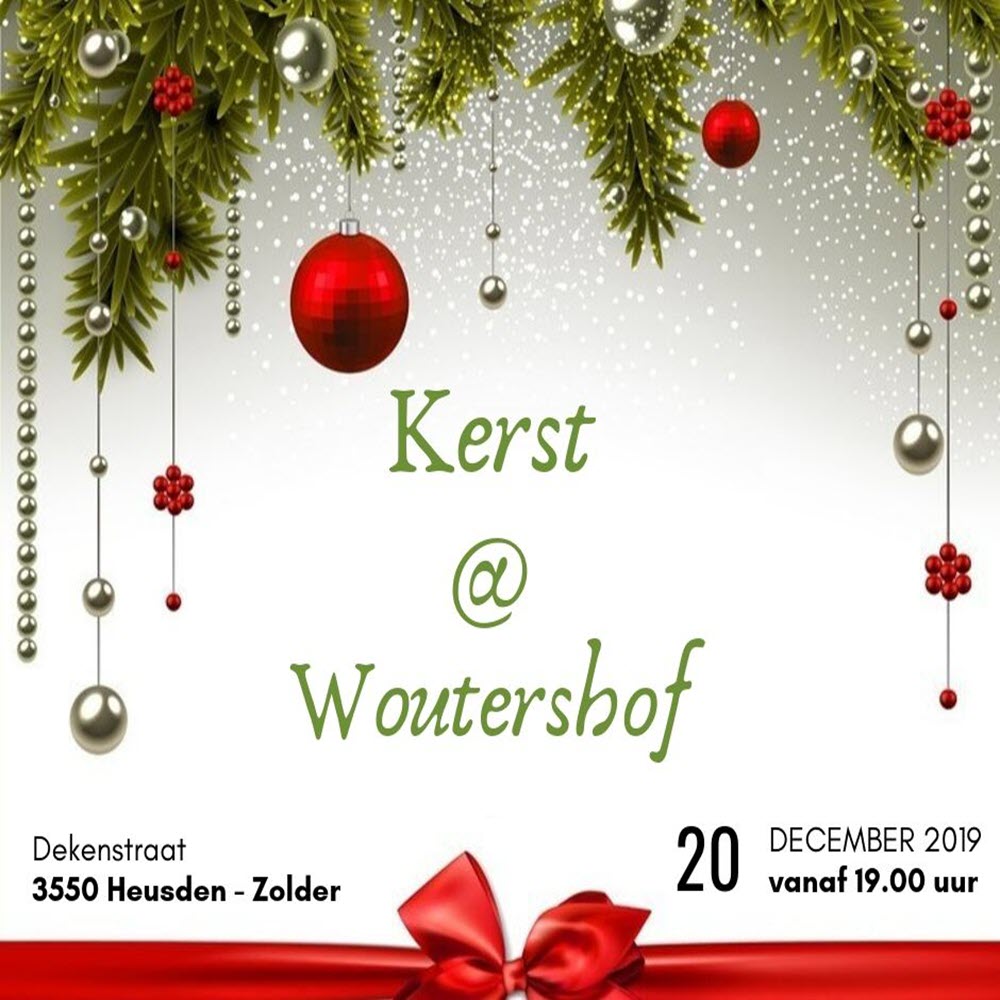 Kerst
@
Woutershof
Dekenstraat
3550 Heusden - Zolder
20
DECEMBER 2019
vanaf 19.00 uur